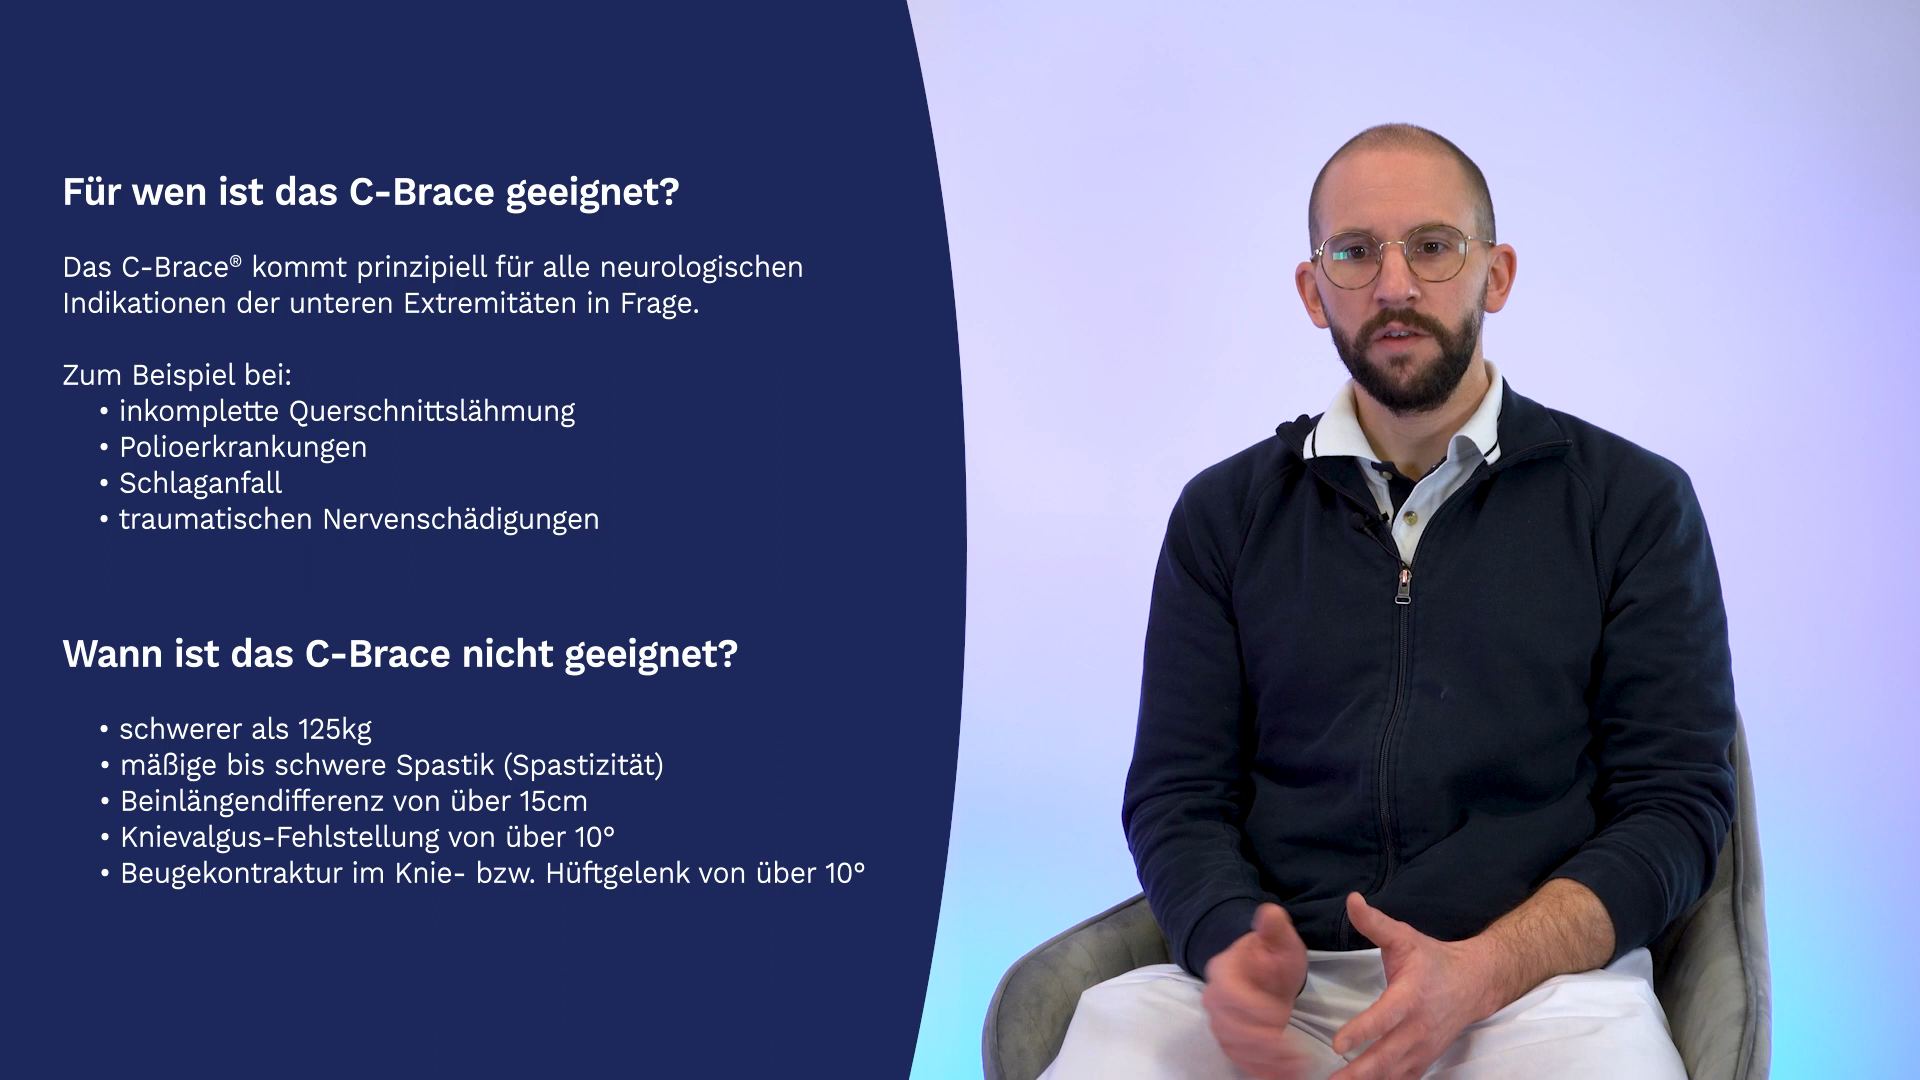 Für wen ist das C-Brace geeignet?
Das C-Brace® kommt prinzipiell für alle neurologischen
Indikationen der unteren Extremitäten in Frage.
Zum Beispiel bei:
• inkomplette Querschnittslähmung
• Polioerkrankungen
• Schlaganfall
• traumatischen Nervenschädigungen
Wann ist das C-Brace nicht geeignet?
• schwerer als 125kg
• mäßige bis schwere Spastik (Spastizität)
• Beinlängendifferenz von über 15cm
• Knievalgus-Fehlstellung von über 10°
• Beugekontraktur im Knie- bzw. Hüftgelenk von über 10°